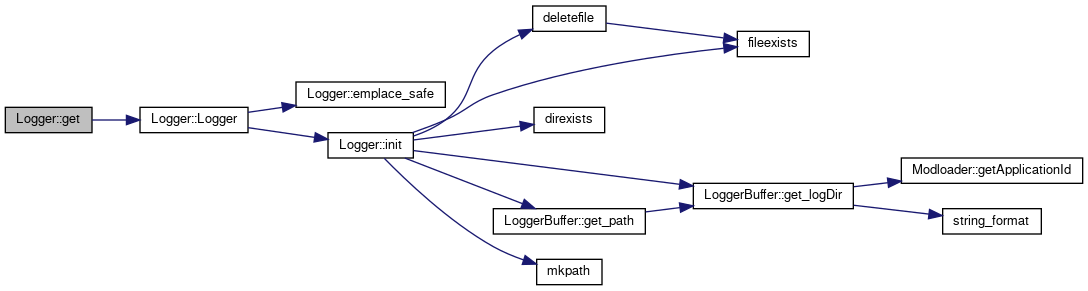 Logger::get
Logger::Logger
Logger::emplace_safe
Logger::init
deletefile
fileexists
direxists
LoggerBuffer::get_logDir
LoggerBuffer::get_path
mkpath
Modloader::getApplicationId
string_format